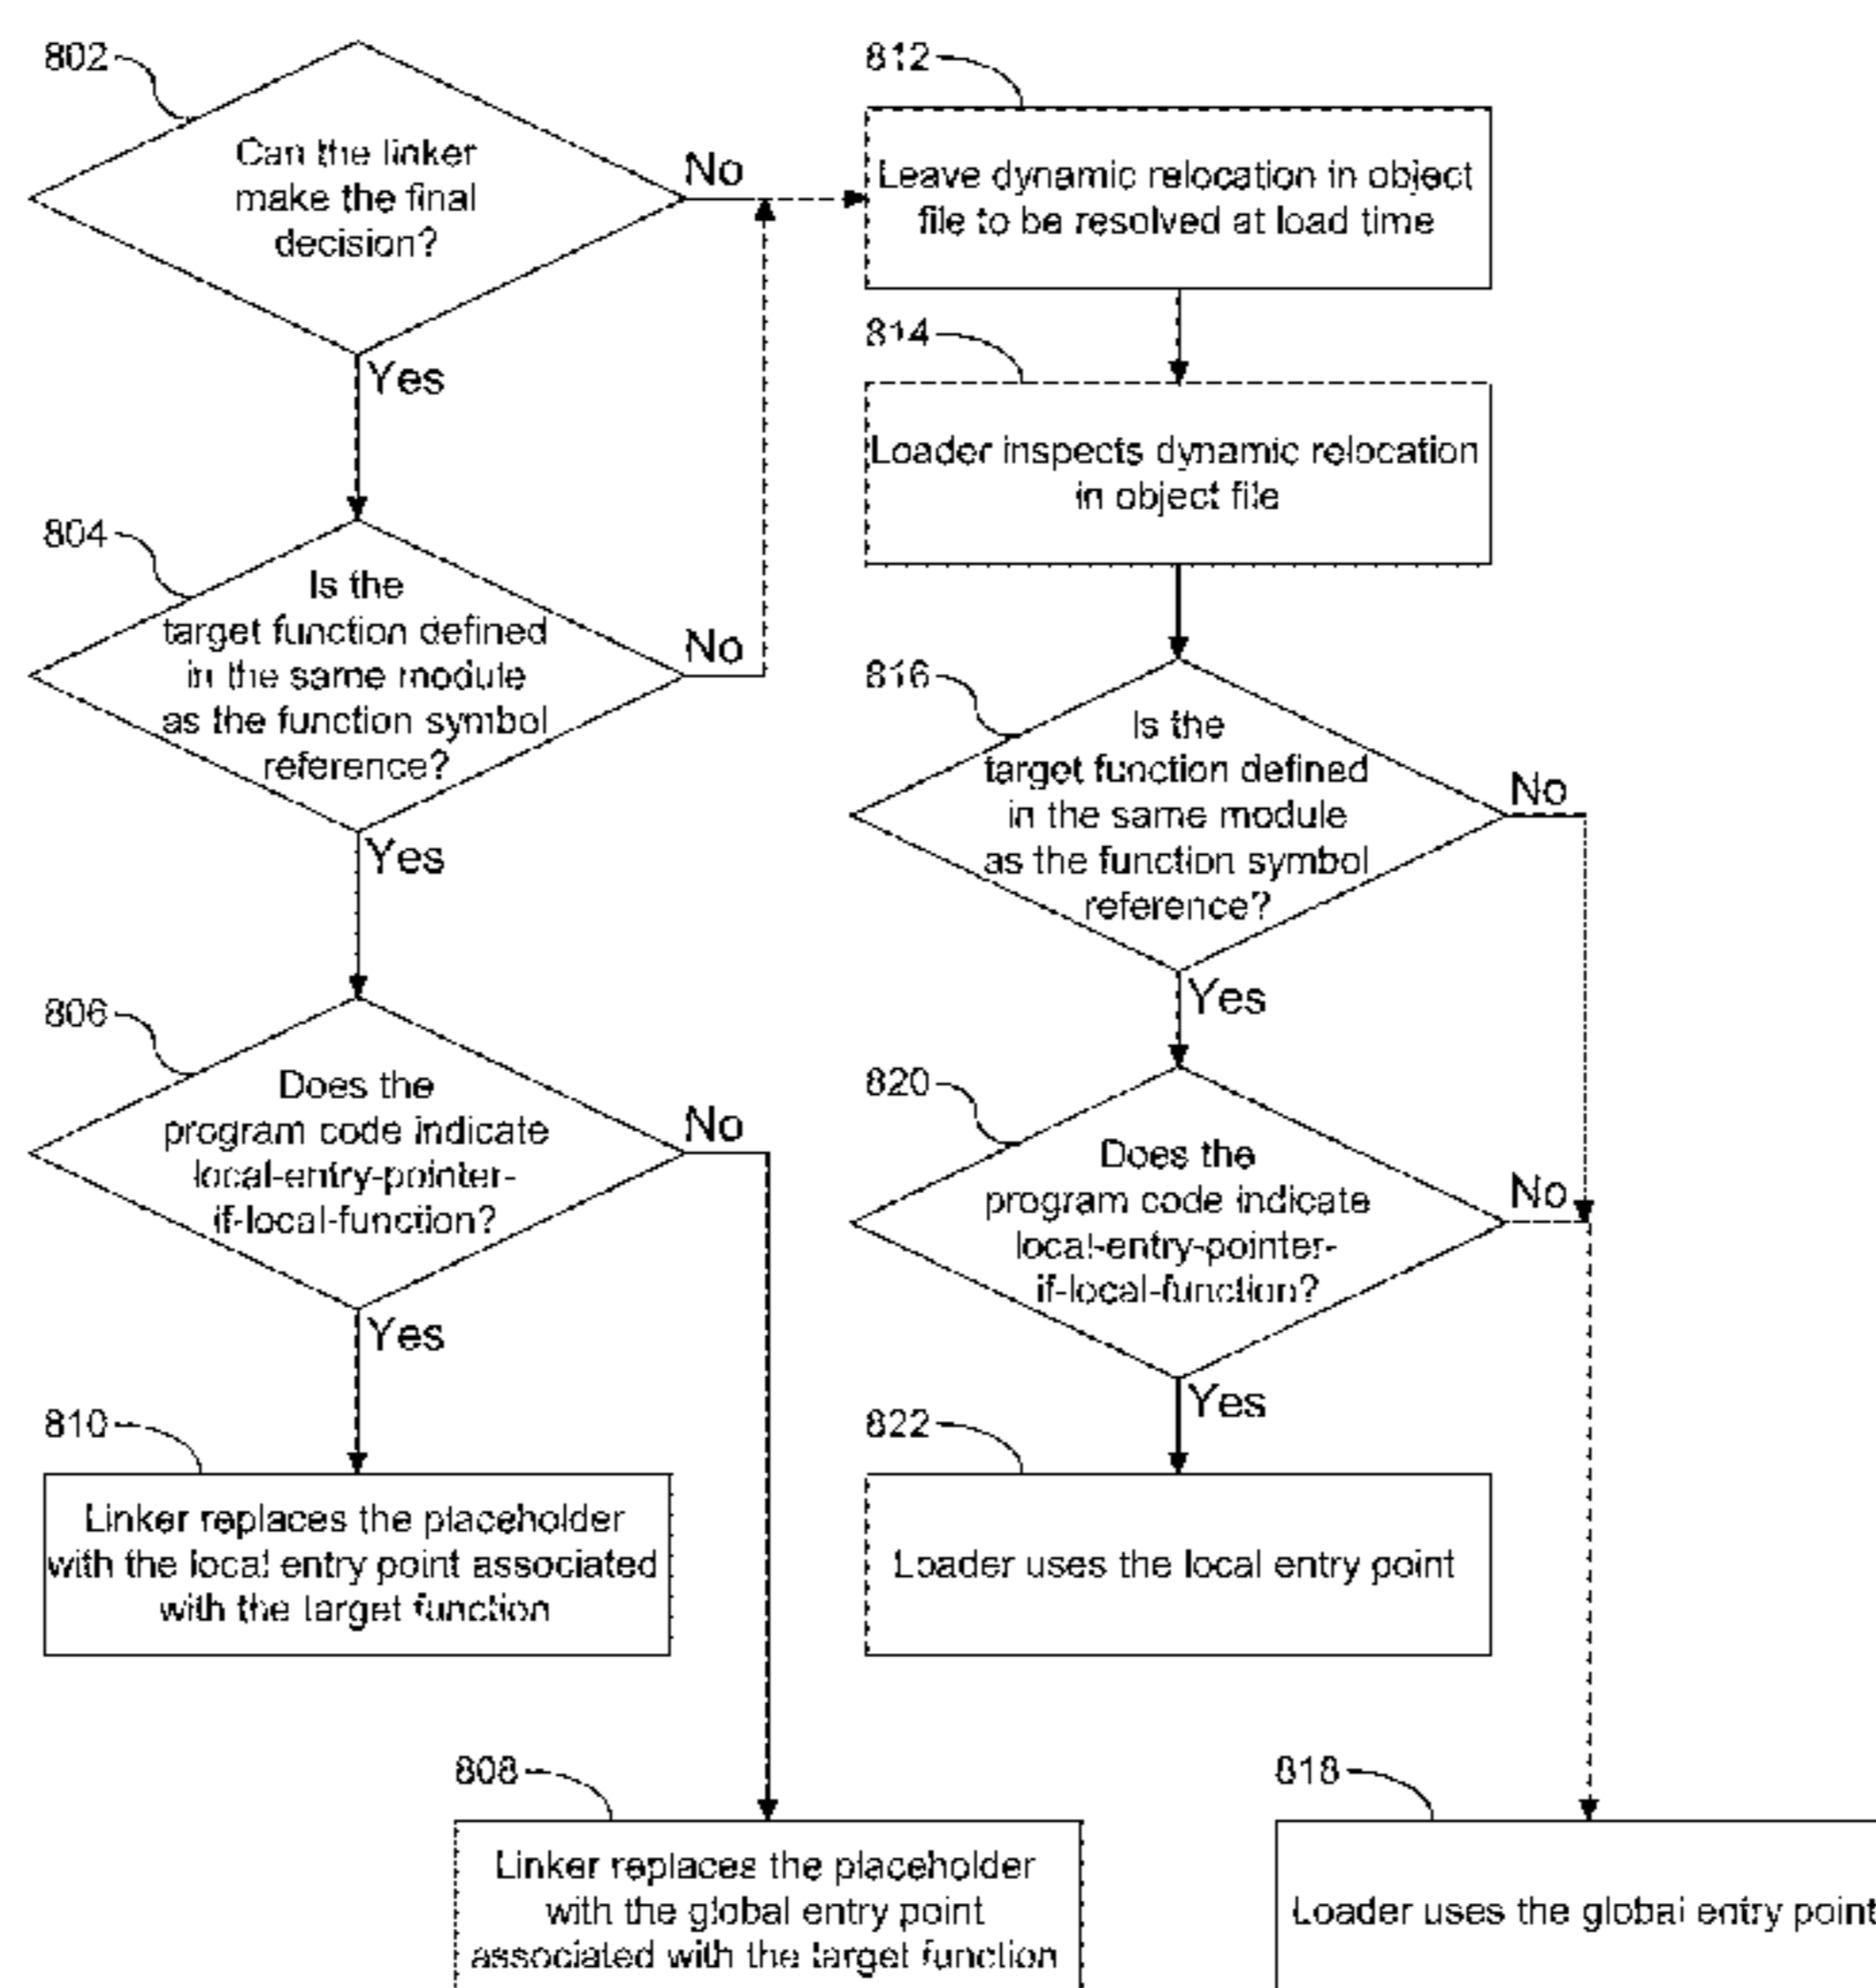 802
Can the linker
make the final
decision?
No
Yes
804
Is the
target function defined
in the same module
as the function symbol
reference?
No
Yes
806
Does the
program code indicate
local-entry-pointer-
if-local-function?
No
Yes
810
Linker replaces the placeholder
with the local entry point associated
with the target function
808
Linker replaces the placeholder
with the global entry point
associated with the target function
812
Leave dynamic relocation in object
file to be resolved at load time
814
Loader inspects dynamic relocation
in object file
816
Is the
target function defined
in the same module
as the function symbol
reference?
No
Yes
820
Does the
program code indicate
local-entry-pointer-
if-local-function?
No
Yes
822
Loader uses the local entry point
818
Loader uses the global entry point